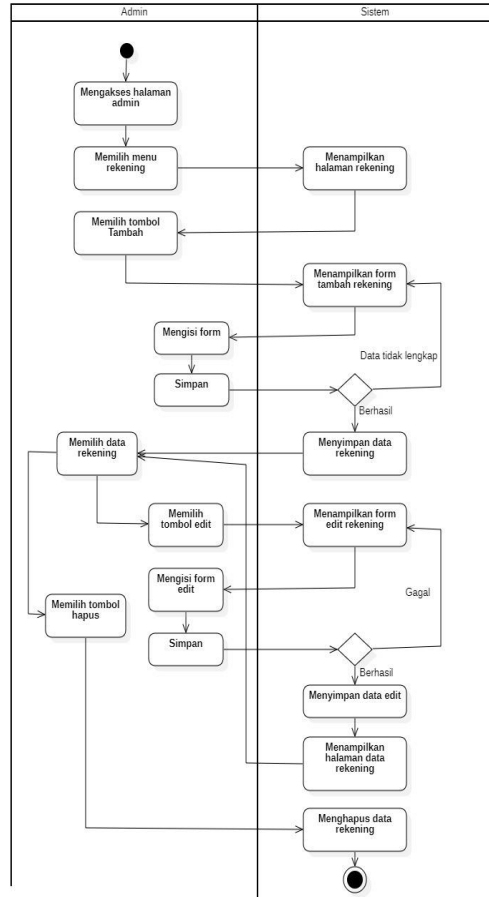 Admin
Sistem
Mengakses halaman
admin
Memilih menu
rekening
Menampilkan
halaman rekening
Memilih tombol
Tambah
Menampilkan form
tambah rekening
Mengisi form
Data tidak lengkap
Simpan
Berhasil
Memilih data
rekening
Menyimpan data
rekening
Memilih
tombol edit
Menampilkan form
edit rekening
Mengisi form
edit
Gagal
Memilih tombol
hapus
Simpan
Berhasil
Menyimpan data edit
Menampilkan
halaman data
rekening
Menghapus data
rekening